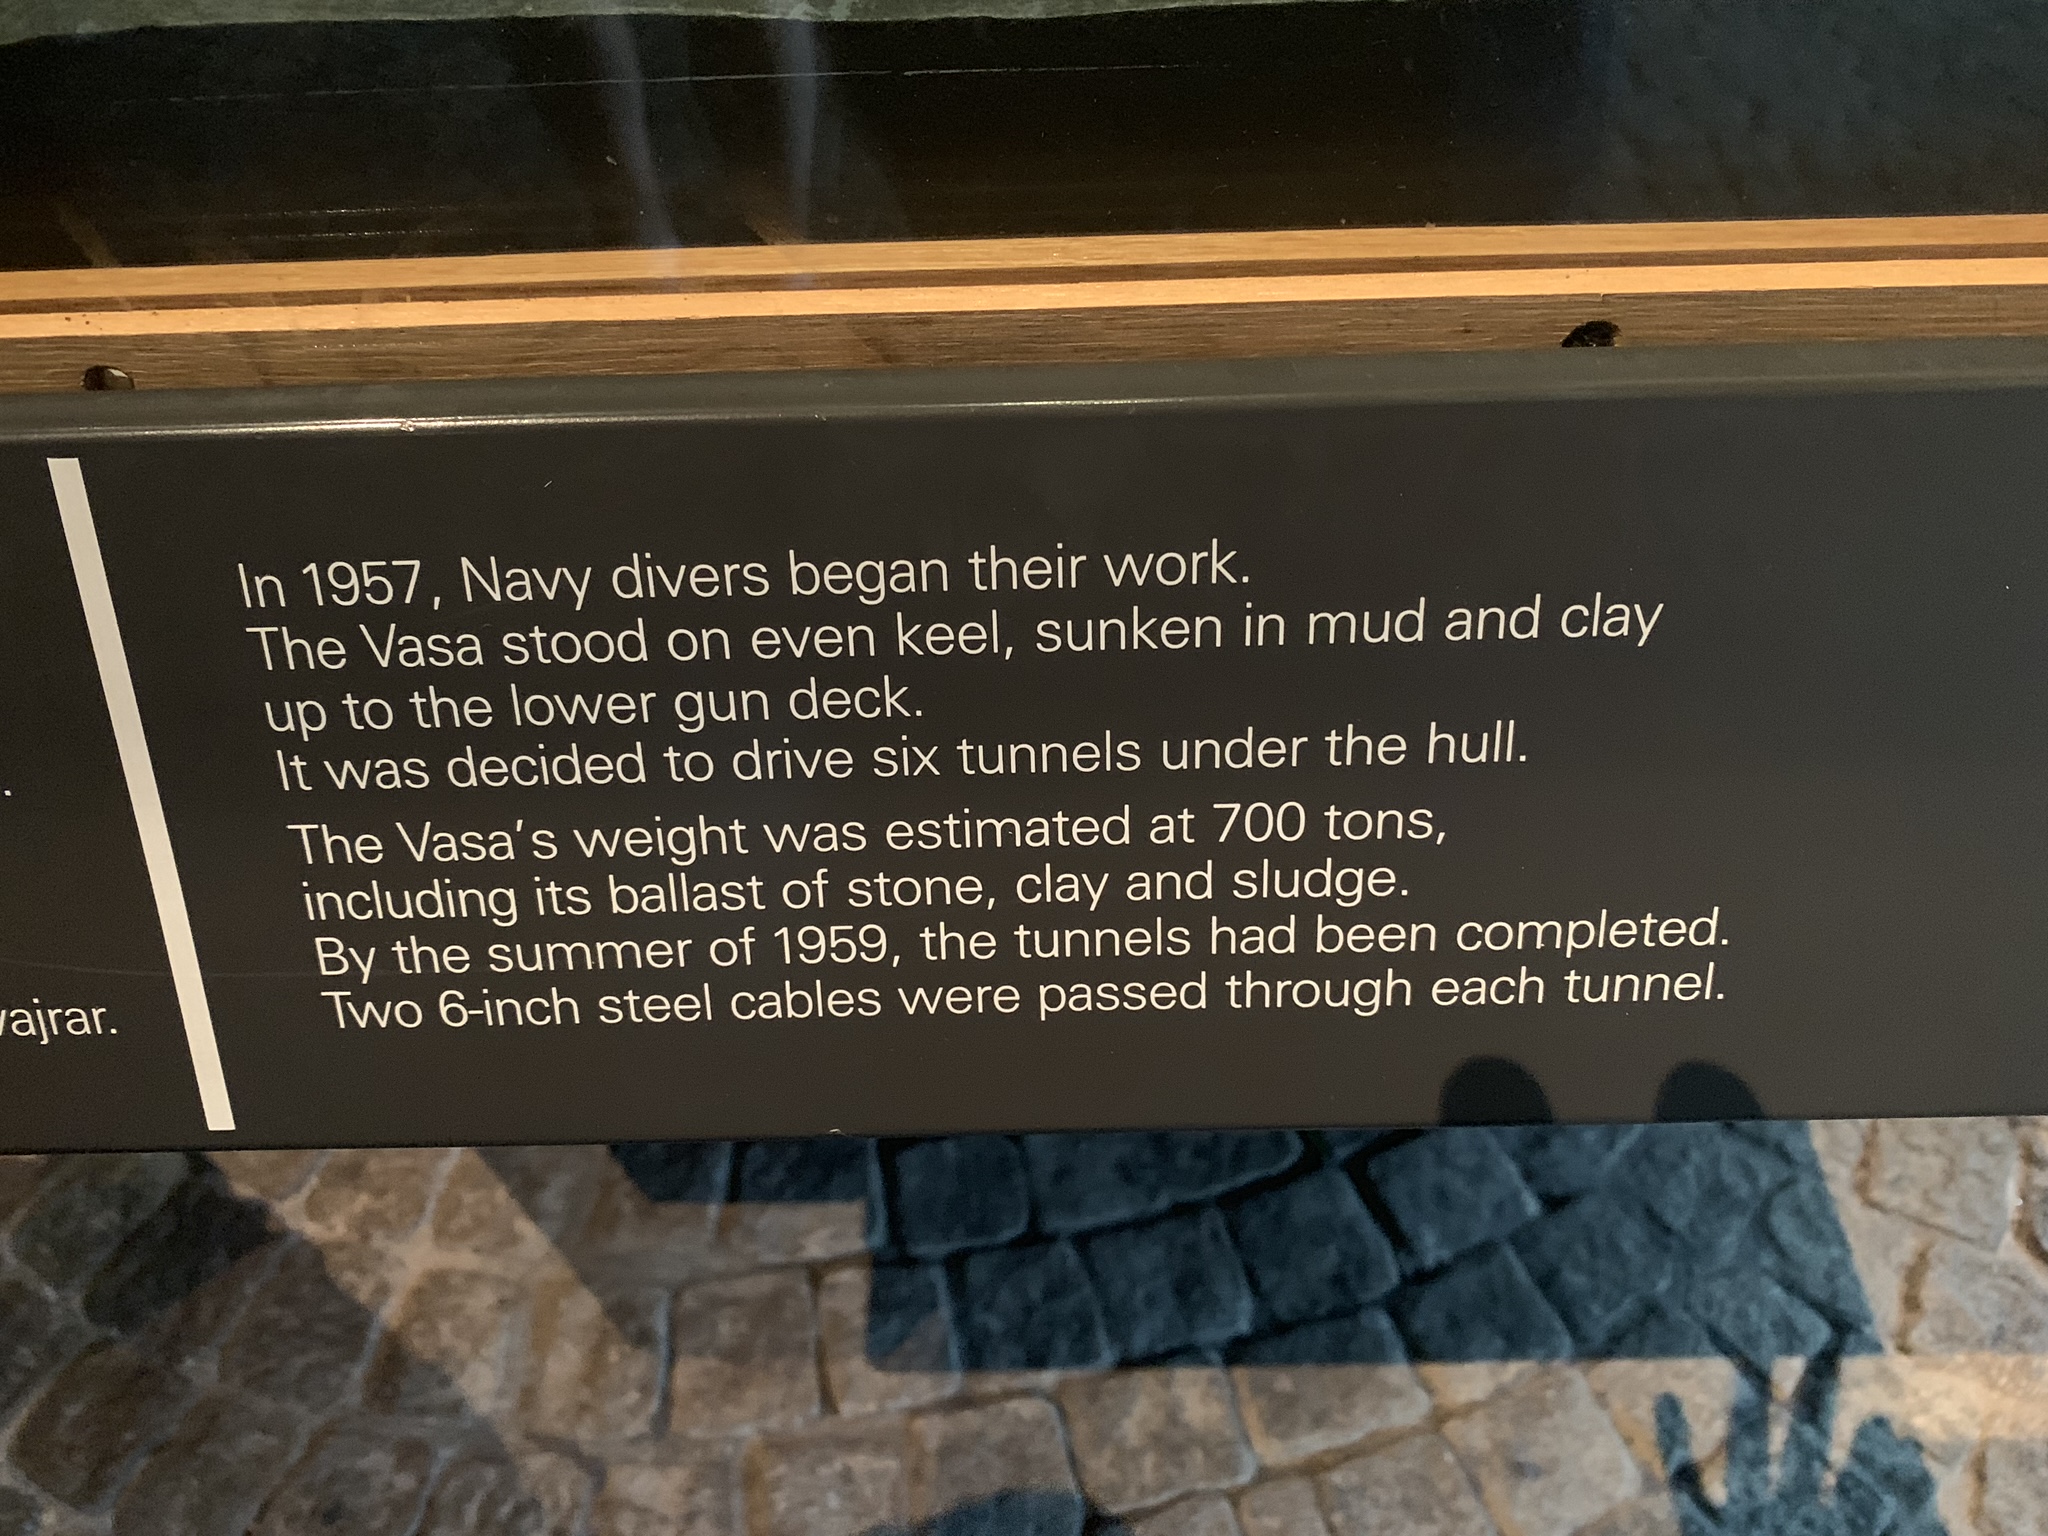 In 1957, Navy divers began their work.
The Vasa stood on even keel, sunken in mud and clay
up to the lower gun deck.
It was decided to drive six tunnels under the hull.
The Vasa's weight was estimated at 700 tons,
including its ballast of stone, clay and sludge.
By the summer of 1959, the tunnels had been completed.
Two 6-inch steel cables were passed through each tunnel.